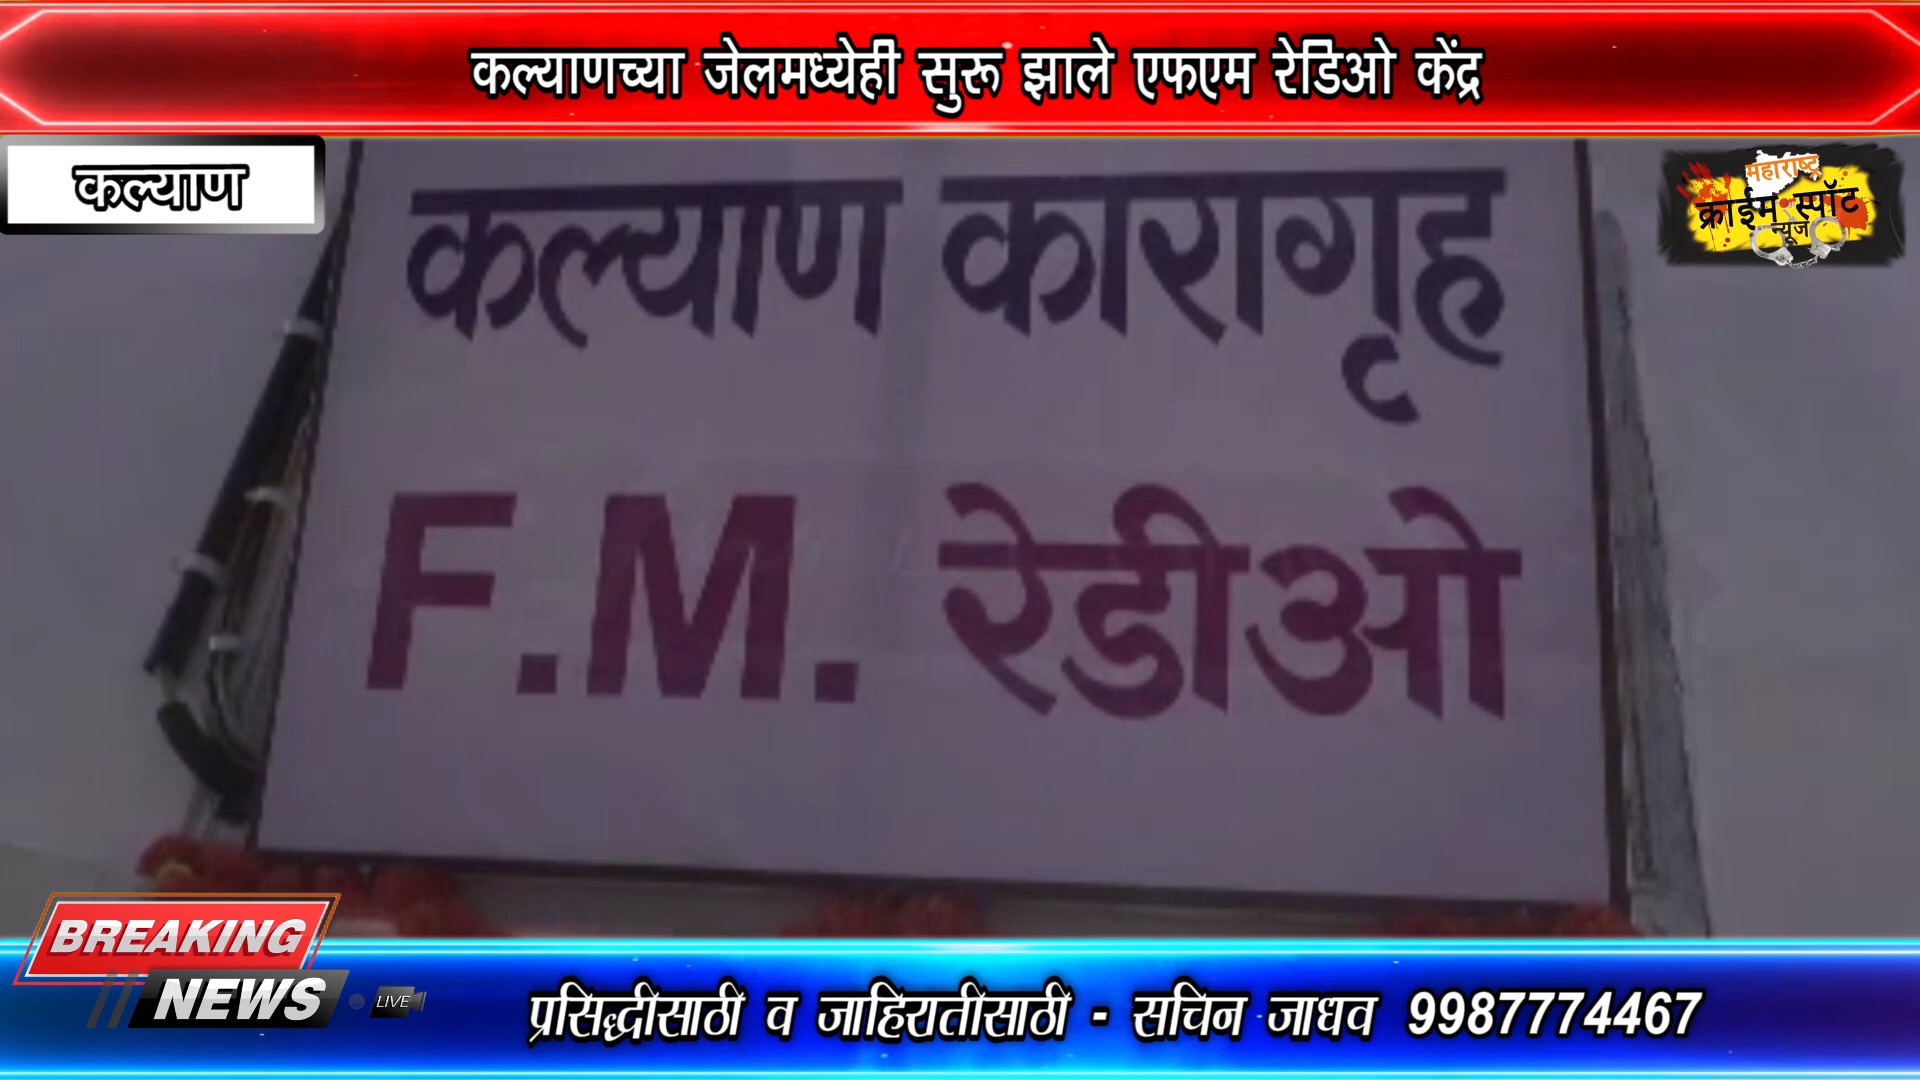 कल्याणच्या जेलमध्येही सुरू झाले एफएम रेडिओ केंद्र
कल्याण
महाराष्ट्र
क्राईम स्पॉट
न्यूज
कल्याण कारागृह
F.M. रेडीओ
BREAKING
NEWS LIVE
प्रसिद्धीसाठी व जाहिरातीसाठी - सचिन जाधव 9987774467